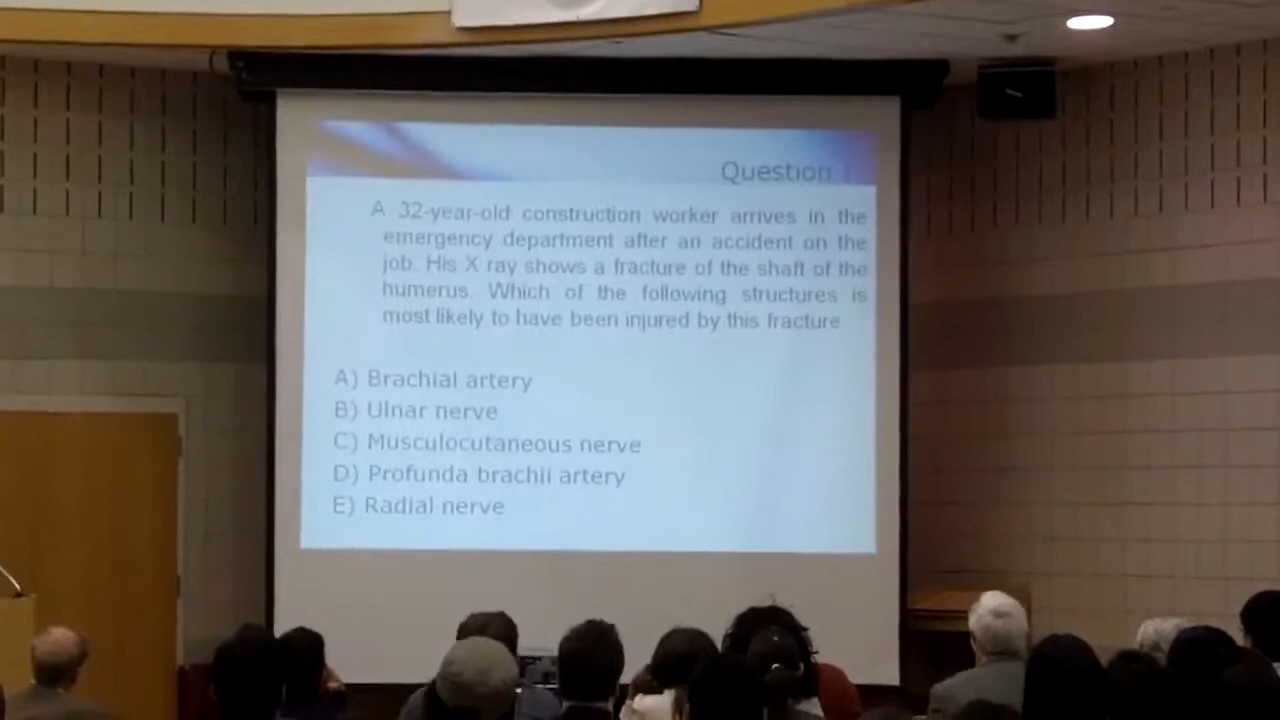 Question
A 32-year-old construction worker arrives in the
emergency department after an accident on the
job. His X ray shows a fracture of the shaft of the
humerus. Which of the following structures is
most likely to have been injured by this fracture
A) Brachial artery
B) Ulnar nerve
C) Musculocutaneous nerve
D) Profunda brachii artery
E) Radial nerve